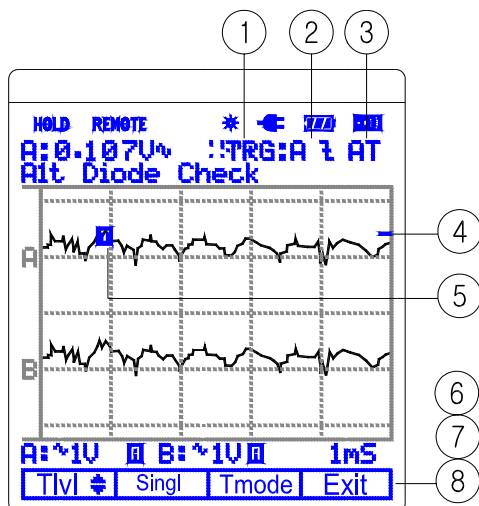 1 2 3
HOLD REMOTE
A:0.107V~ TRG:A AT
Alt Diode Check
A
4
5
B
6
7
A:~1V B:~1V 1mS
Tlvl Singl Tmode Exit
8